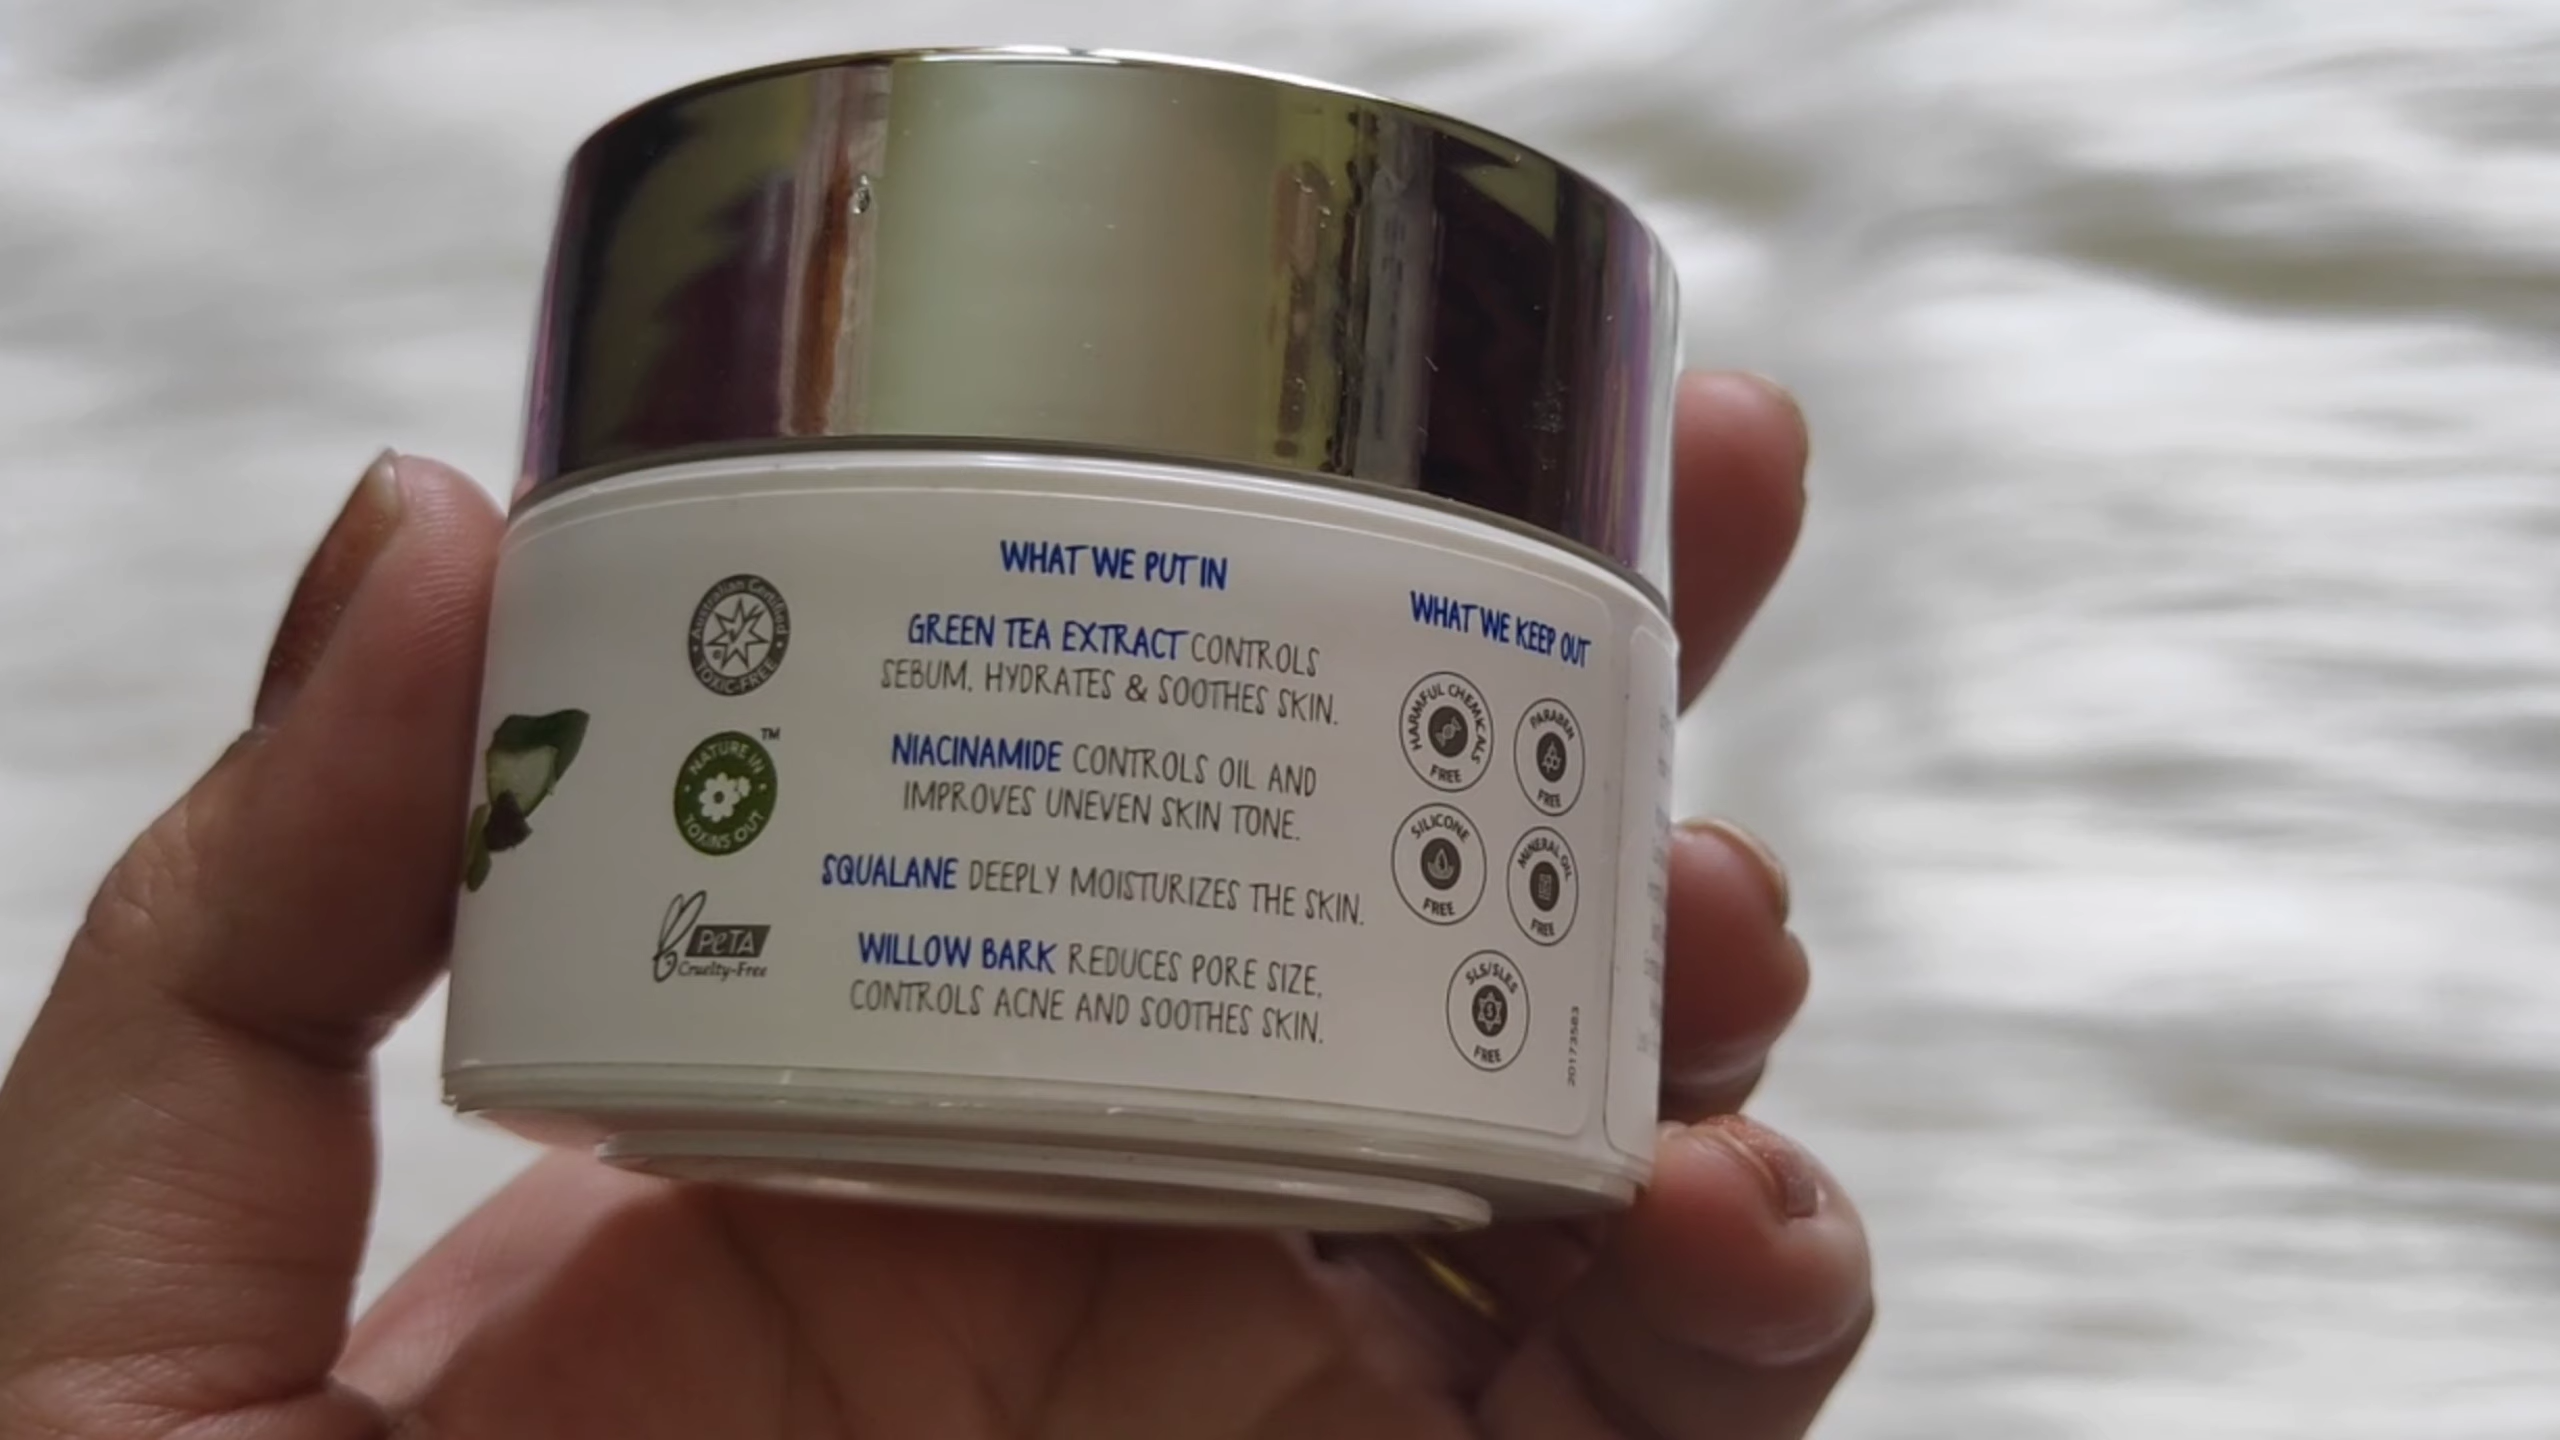 Australian Certified
TOXIC-FREE
NATURE IN
TOXINS OUT
TM
PeTA
Cruelty-Free
WHAT WE PUT IN
GREEN TEA EXTRACT CONTROLS
SEBUM, HYDRATES & SOOTHES SKIN.
NIACINAMIDE CONTROLS OIL AND
IMPROVES UNEVEN SKIN TONE.
SQUALANE DEEPLY MOISTURIZES THE SKIN.
WILLOW BARK REDUCES PORE SIZE,
CONTROLS ACNE AND SOOTHES SKIN.
WHAT WE KEEP OUT
HARMFUL CHEMICALS
FREE
PARABEN
FREE
SILICONE
FREE
MINERAL OIL
FREE
SLS/SLES
FREE
20173583